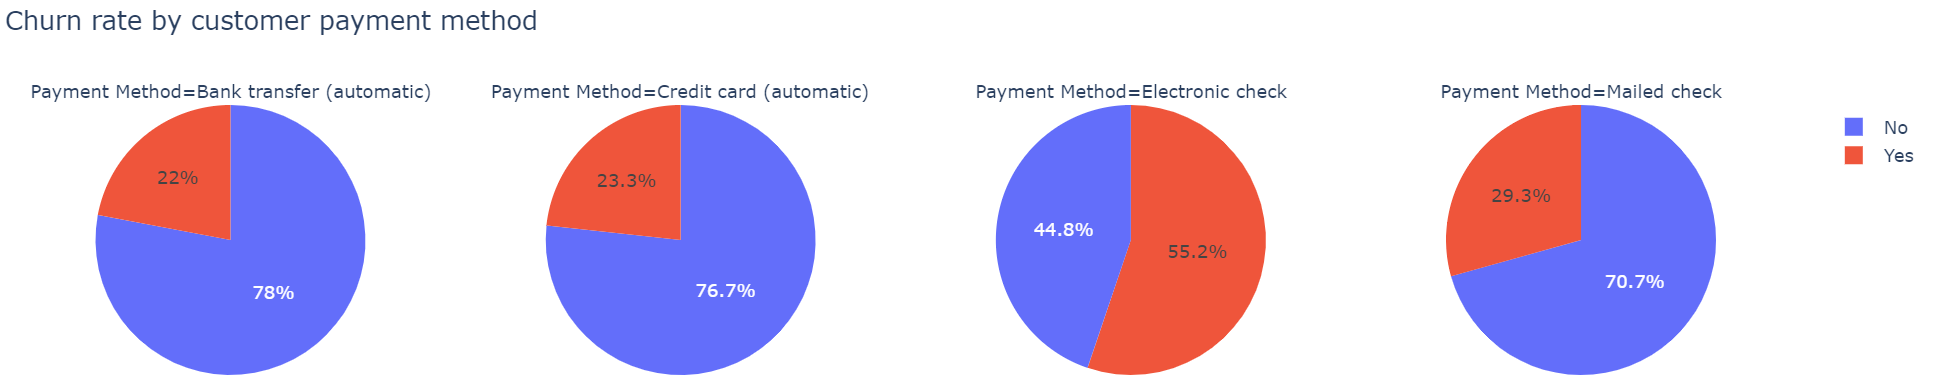 Churn rate by customer payment method
Payment Method=Bank transfer (automatic)
Payment Method=Credit card (automatic)
Payment Method=Electronic check
Payment Method=Mailed check
No
Yes
22%
78%
23.3%
76.7%
44.8%
55.2%
29.3%
70.7%